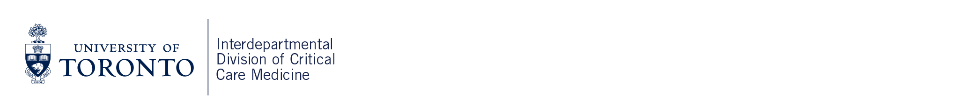 UNIVERSITY OF
TORONTO
Interdepartmental
Division of Critical
Care Medicine